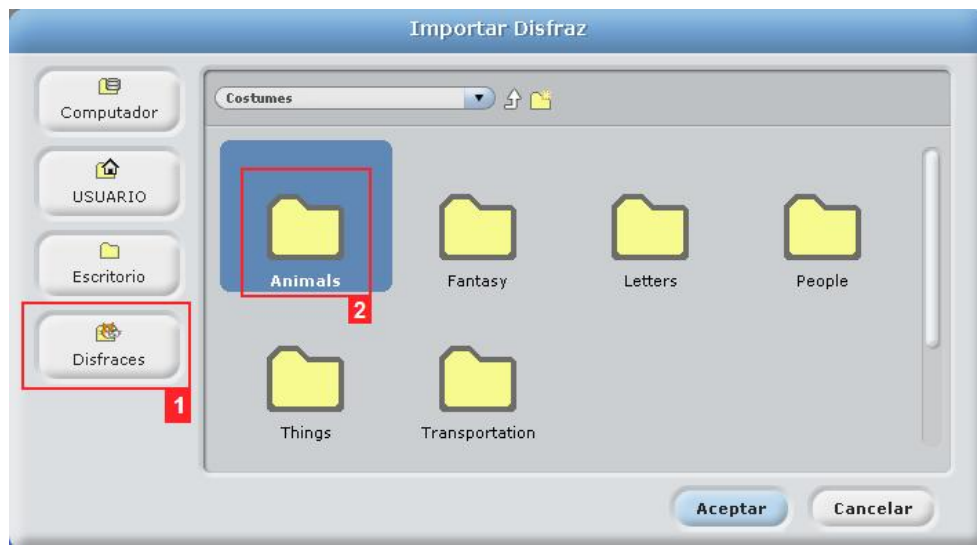 Importar Disfraz
Computador
USUARIO
Escritorio
Disfraces
1
Costumes
Animals
2
Fantasy
Letters
People
Things
Transportation
Aceptar
Cancelar